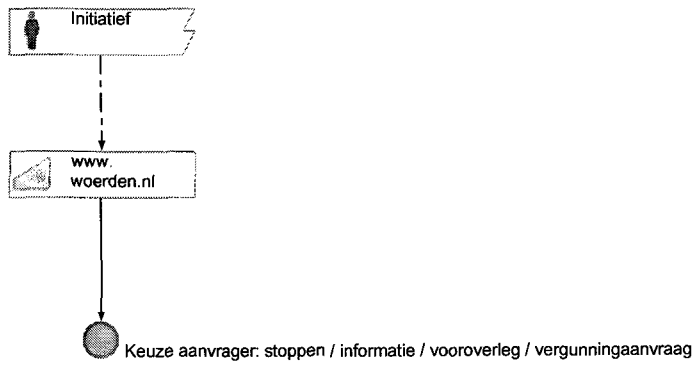 Initiatief
www.
woerden.nl
Keuze aanvrager: stoppen / informatie / vooroverleg / vergunningaanvraag